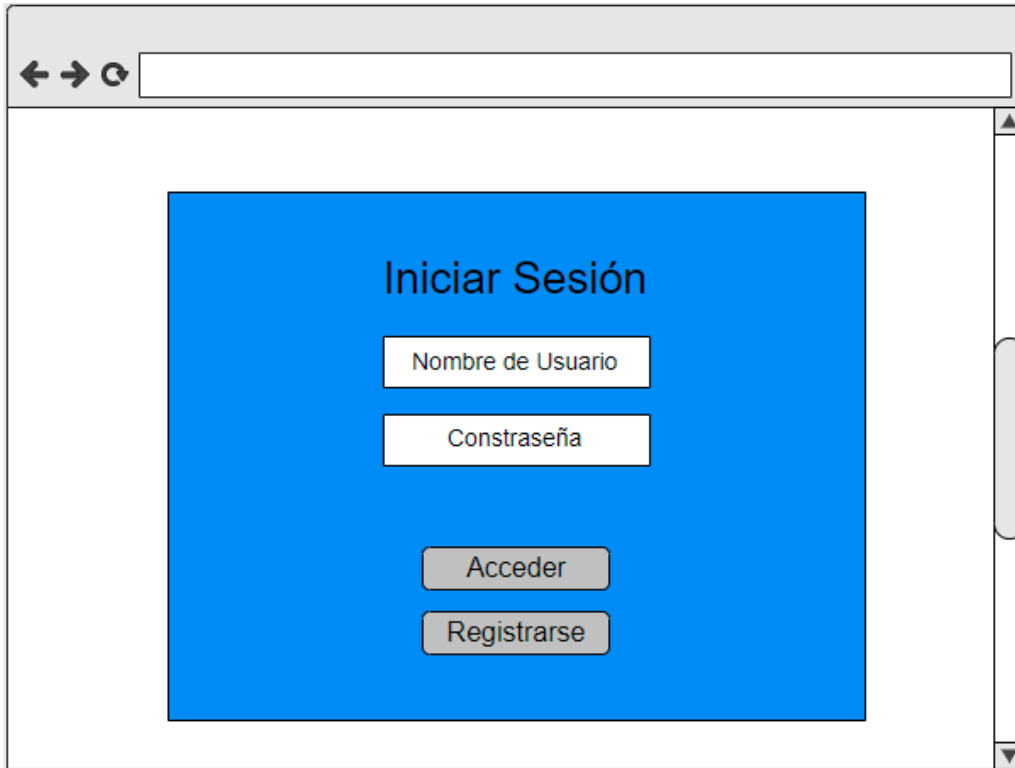 Iniciar Sesión
Nombre de Usuario
Constraseña
Acceder
Registrarse